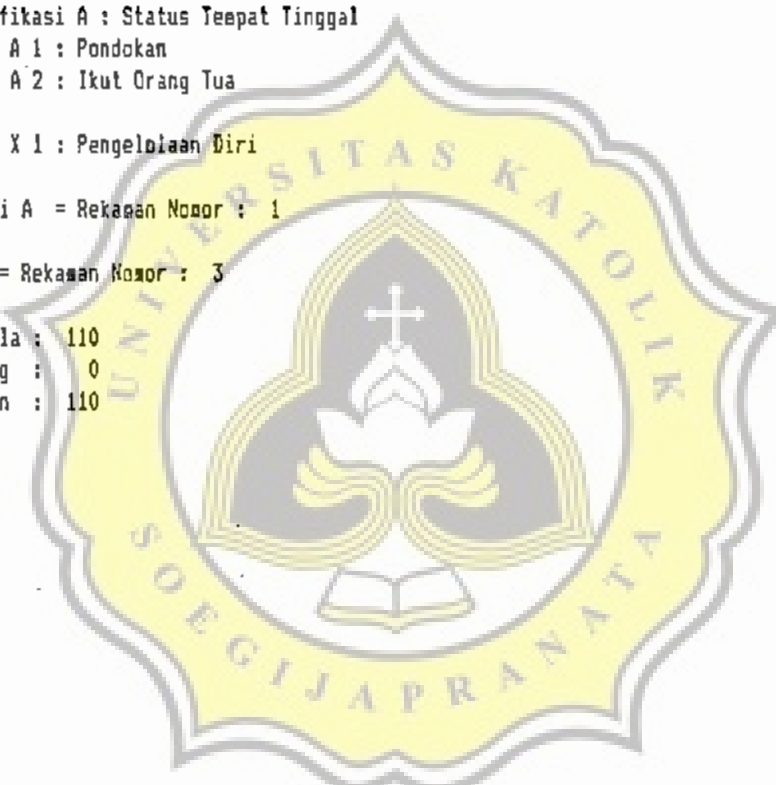 fikasi A : Status Tempat Tinggal
A 1 : Pondokan
A 2 : Ikut Orang Tua
X 1 : Pengelolaan Diri
i A = Rekaman Nomor : 1
= Rekaman Nomor : 3
la : 110
g : 0
n : 110
UNIVERSITAS KATOLIK
SOEGIJAPRANATA